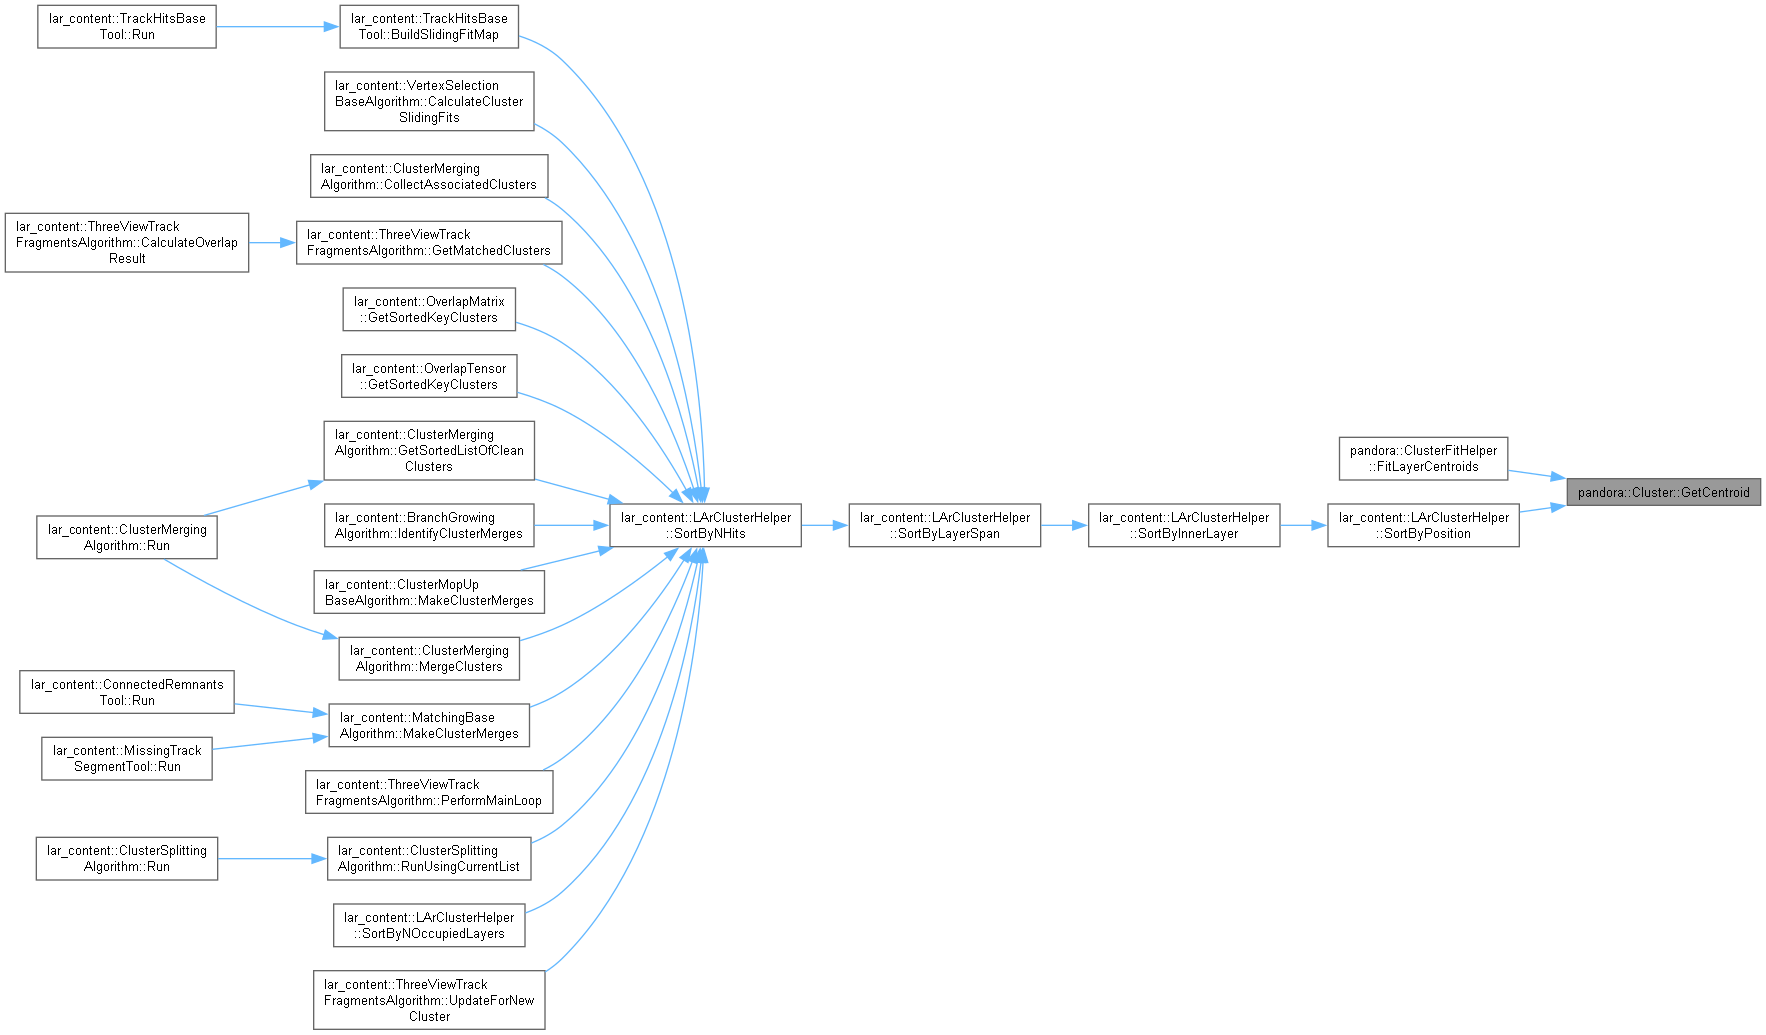 lar_content::TrackHitsBase
Tool::Run
lar_content::TrackHitsBase
Tool::BuildSlidingFitMap
lar_content::VertexSelection
BaseAlgorithm::CalculateCluster
SlidingFits
lar_content::ClusterMerging
Algorithm::CollectAssociatedClusters
lar_content::ThreeViewTrack
FragmentsAlgorithm::CalculateOverlap
Result
lar_content::ThreeViewTrack
FragmentsAlgorithm::GetMatchedClusters
lar_content::OverlapMatrix
::GetSortedKeyClusters
lar_content::OverlapTensor
::GetSortedKeyClusters
lar_content::ClusterMerging
Algorithm::GetSortedListOfClean
Clusters
lar_content::ClusterMerging
Algorithm::Run
lar_content::BranchGrowing
Algorithm::IdentifyClusterMerges
lar_content::ClusterMopUp
BaseAlgorithm::MakeClusterMerges
lar_content::ClusterMerging
Algorithm::MergeClusters
lar_content::ConnectedRemnants
Tool::Run
lar_content::MissingTrack
SegmentTool::Run
lar_content::MatchingBase
Algorithm::MakeClusterMerges
lar_content::ThreeViewTrack
FragmentsAlgorithm::PerformMainLoop
lar_content::ClusterSplitting
Algorithm::Run
lar_content::ClusterSplitting
Algorithm::RunUsingCurrentList
lar_content::LArClusterHelper
::SortByNOccupiedLayers
lar_content::ThreeViewTrack
FragmentsAlgorithm::UpdateForNew
Cluster
lar_content::LArClusterHelper
::SortByNHits
lar_content::LArClusterHelper
::SortByLayerSpan
lar_content::LArClusterHelper
::SortByInnerLayer
pandora::ClusterFitHelper
::FitLayerCentroids
lar_content::LArClusterHelper
::SortByPosition
pandora::Cluster::GetCentroid